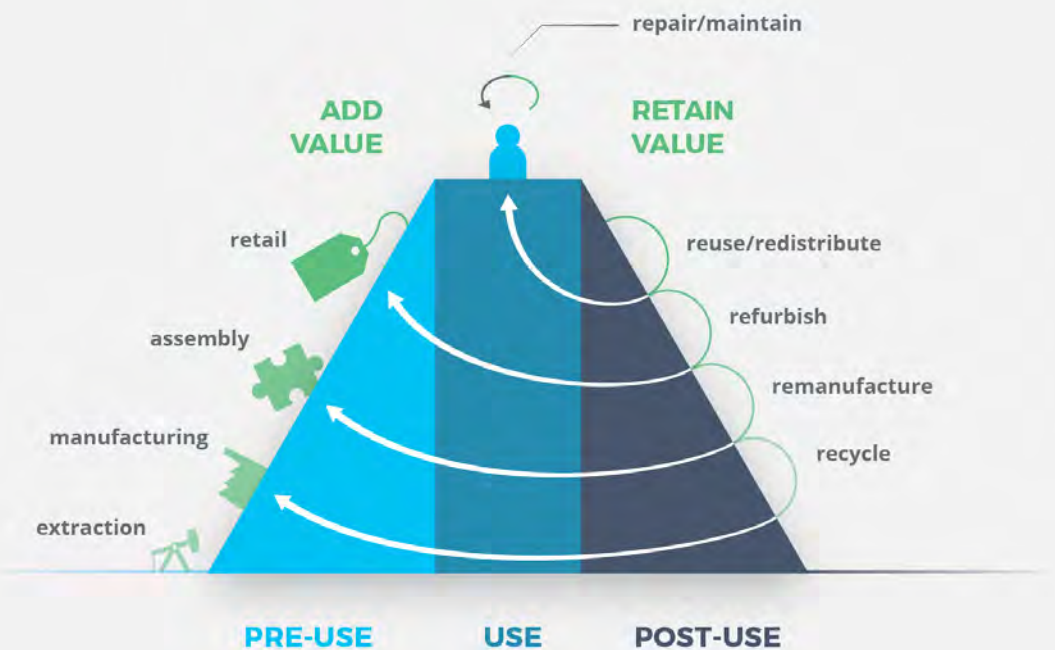 repair/maintain
ADD
VALUE
RETAIN
VALUE
retail
reuse/redistribute
refurbish
assembly
remanufacture
manufacturing
recycle
extraction
PRE-USE
USE
POST-USE